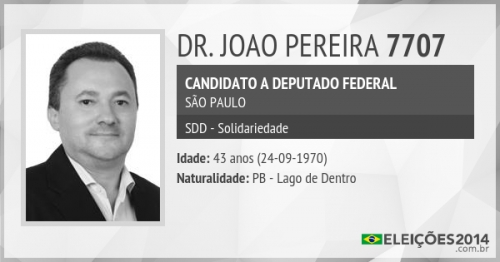 DR. JOAO PEREIRA 7707
CANDIDATO A DEPUTADO FEDERAL
SÃO PAULO
SDD - Solidariedade
Idade: 43 anos (24-09-1970)
Naturalidade: PB - Lago de Dentro
ELEIÇÕES2014
.com.br